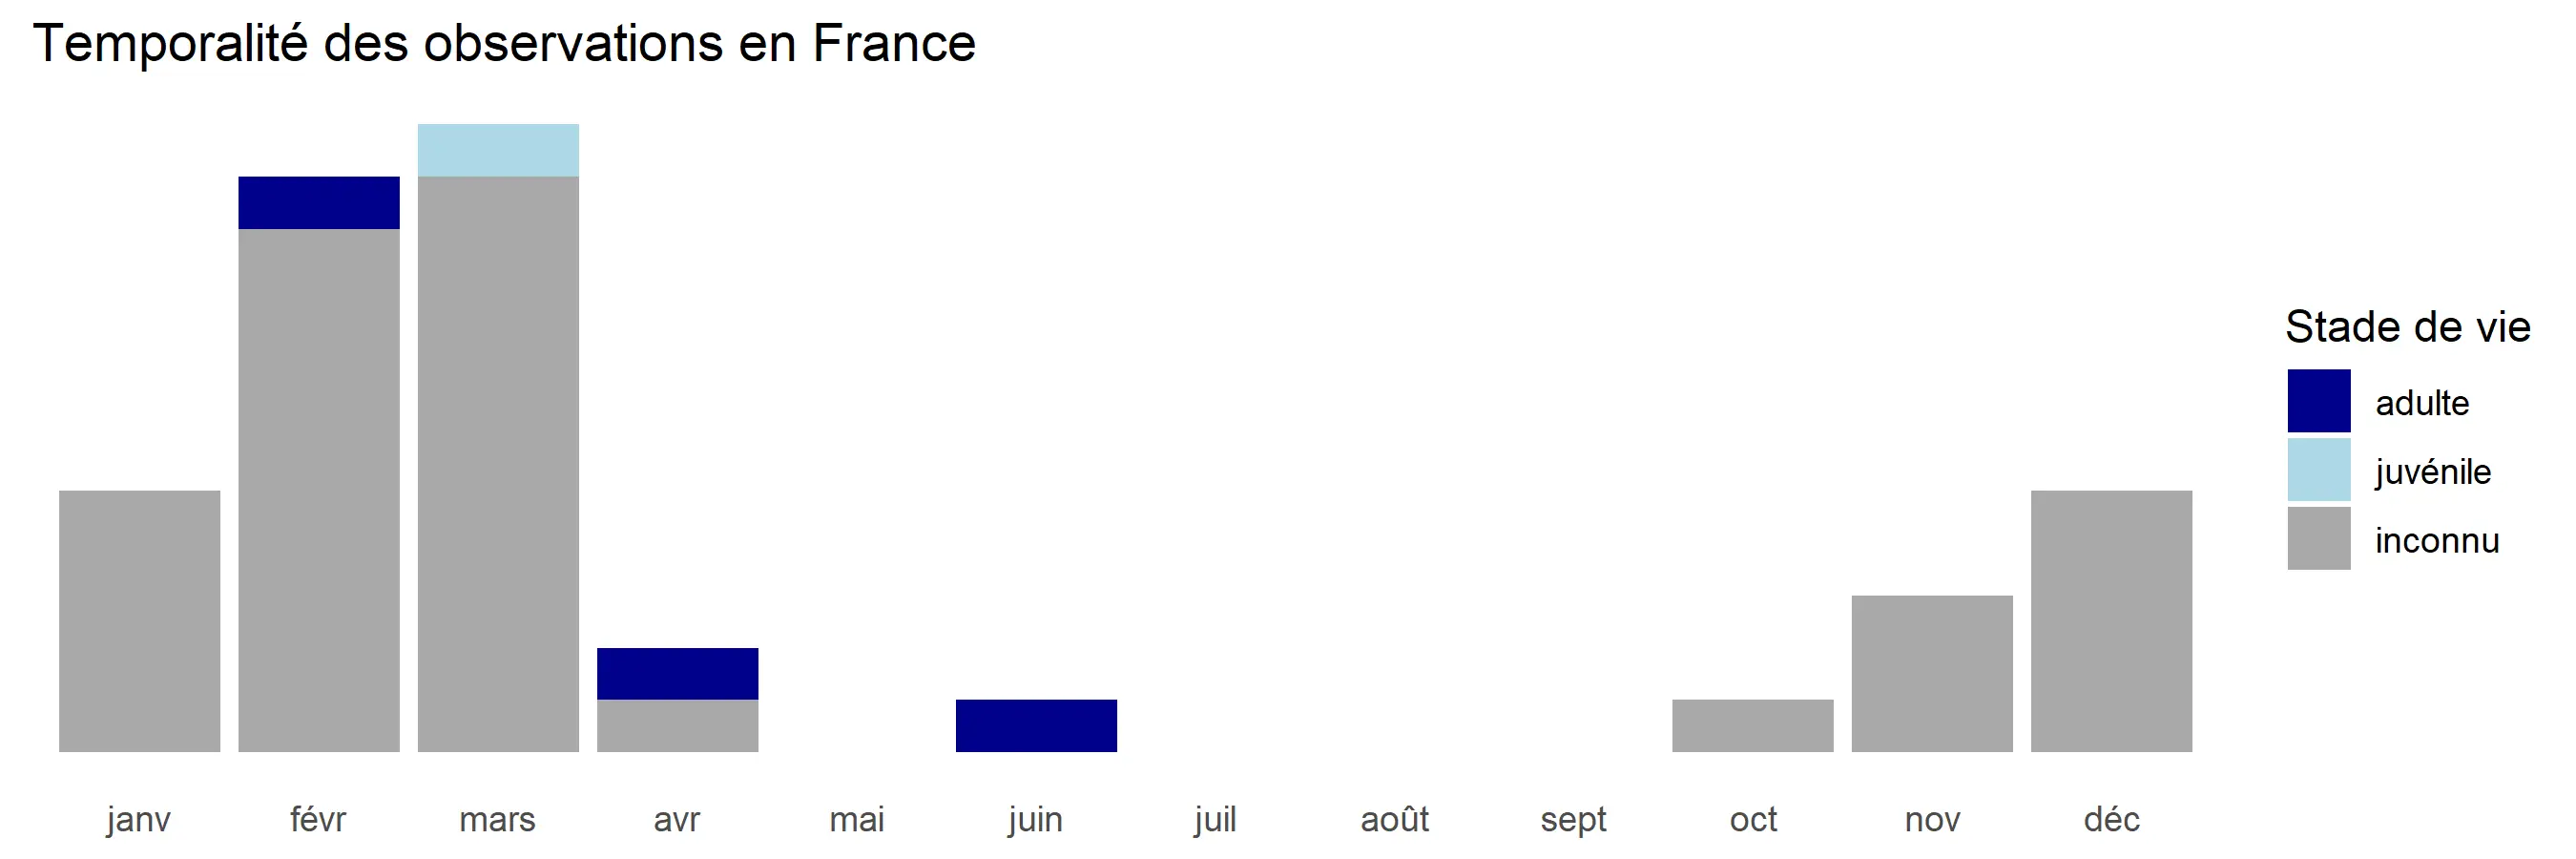 Temporalité des observations en France
Stade de vie
adulte
juvénile
inconnu
janv févr mars avr mai juin juil août sept oct nov déc